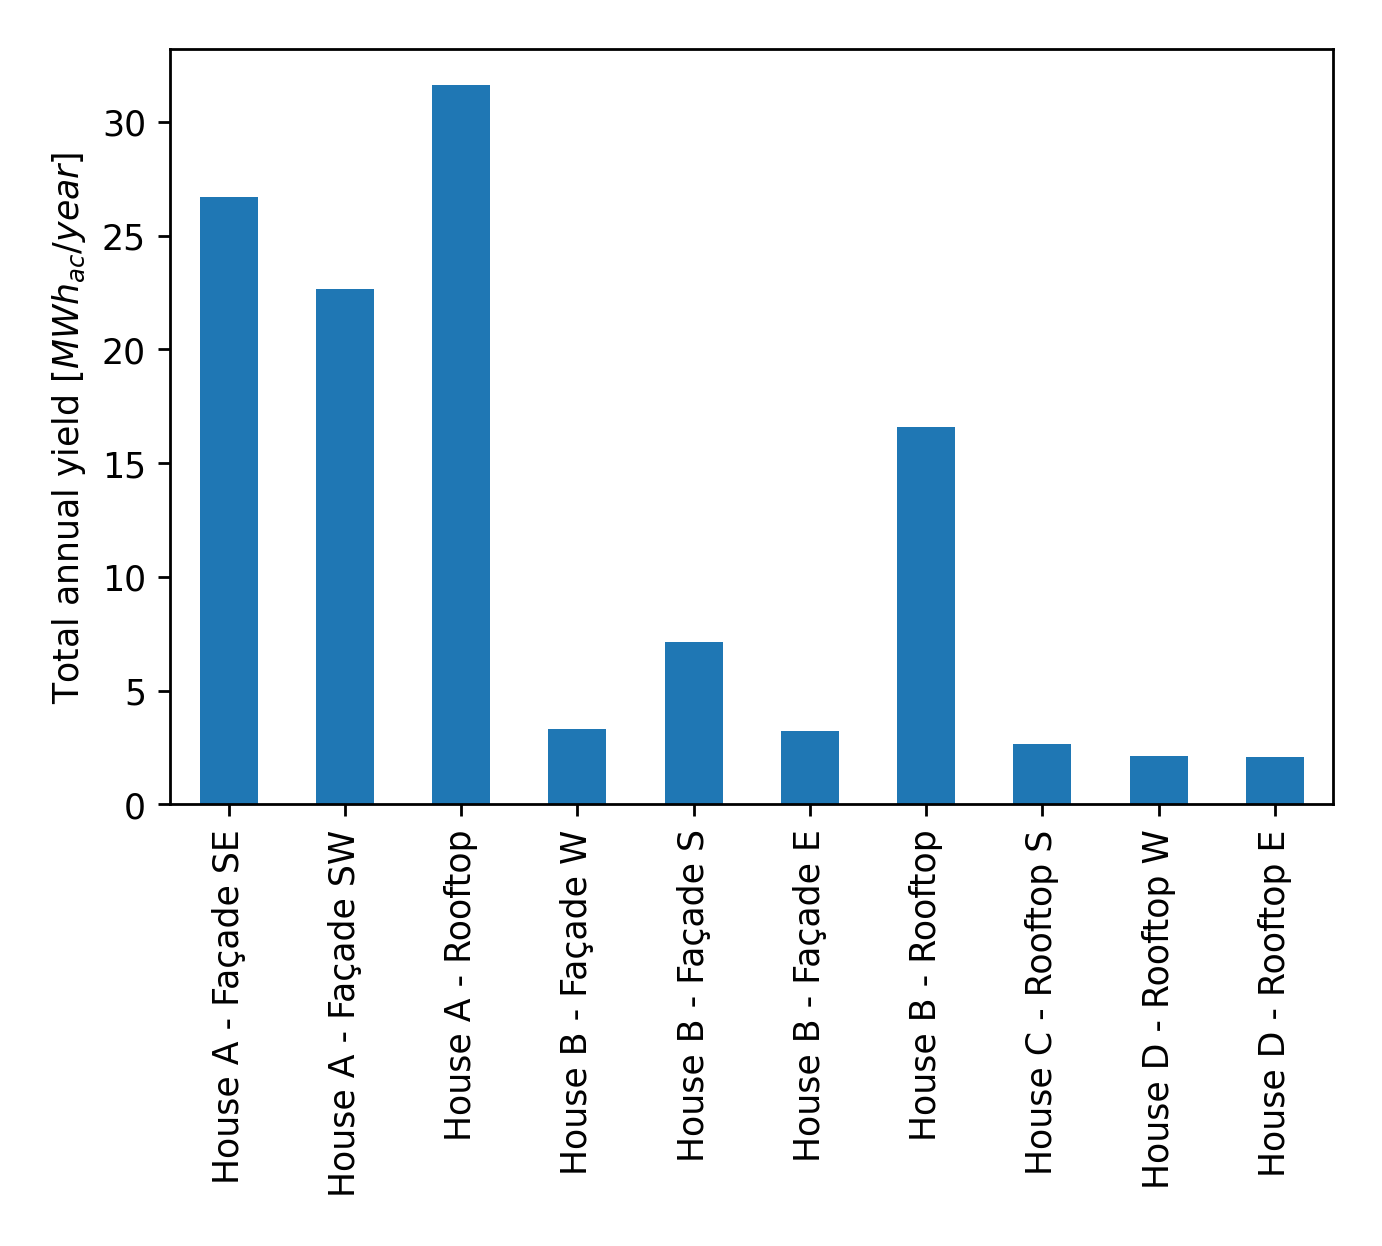 Total annual yield [MWh_ac/year]
30
25
20
15
10
5
0
House A - Façade SE
House A - Façade SW
House A - Rooftop
House B - Façade W
House B - Façade S
House B - Façade E
House B - Rooftop
House C - Rooftop S
House D - Rooftop W
House D - Rooftop E